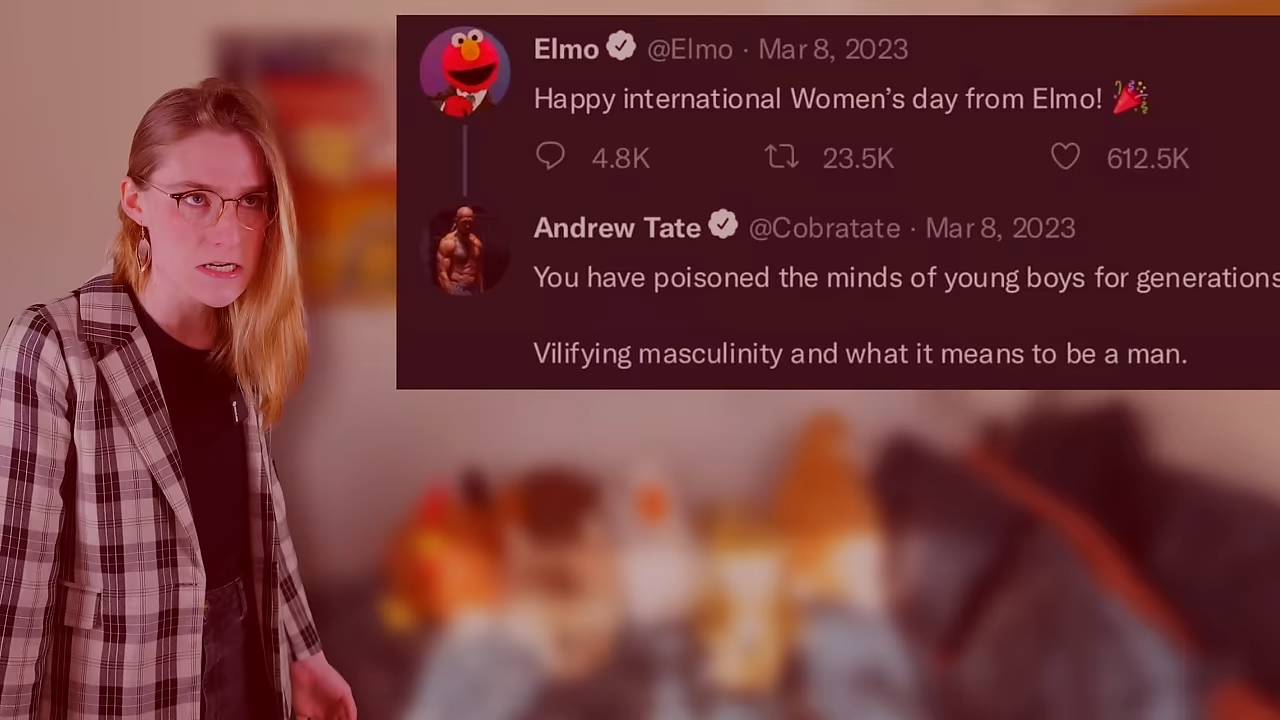 Elmo @Elmo · Mar 8, 2023
Happy international Women’s day from Elmo! 🎉
4.8K 23.5K 612.5K
Andrew Tate @Cobratate · Mar 8, 2023
You have poisoned the minds of young boys for generations
Vilifying masculinity and what it means to be a man.